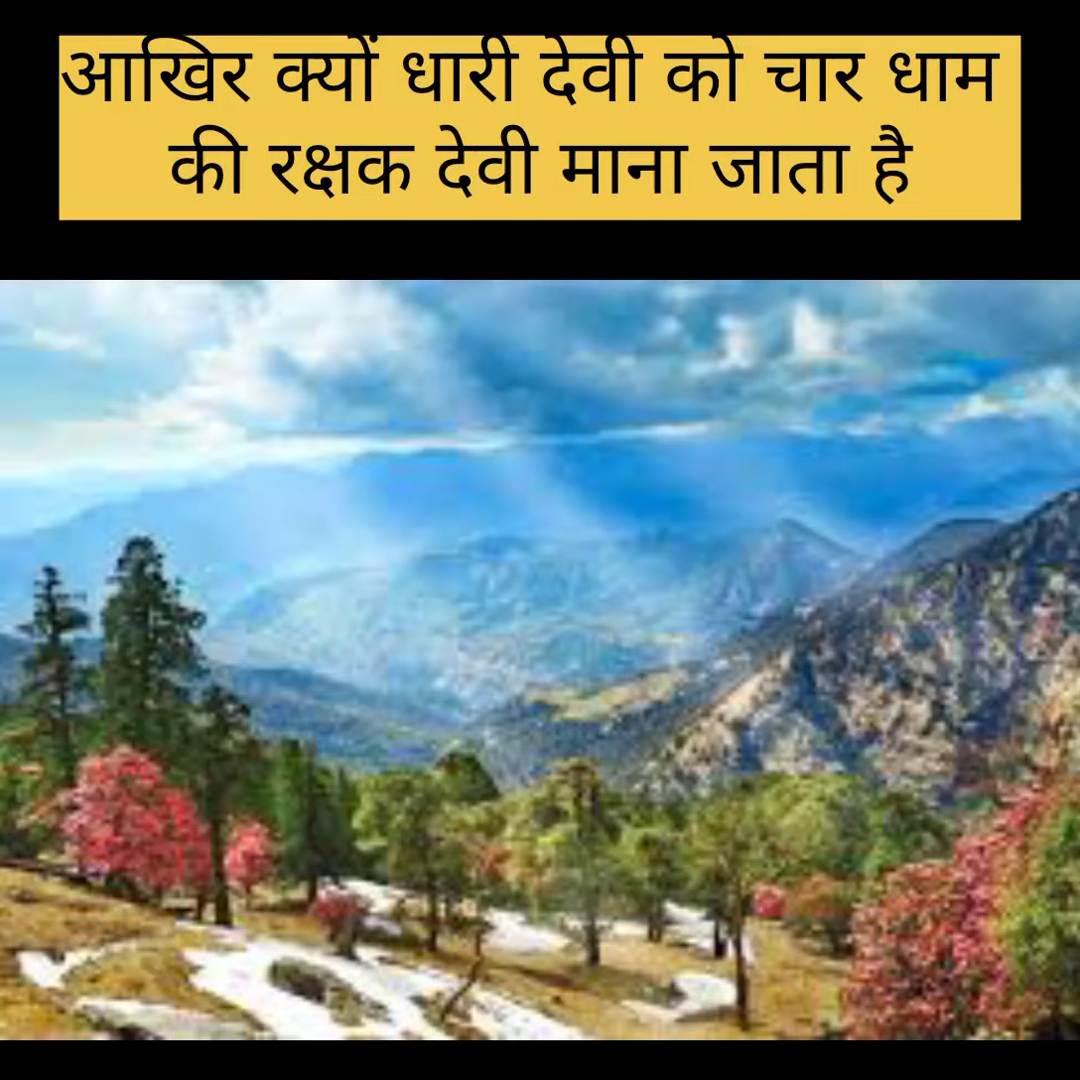 आखिर क्यों धारी देवी को चार धाम
की रक्षक देवी माना जाता है